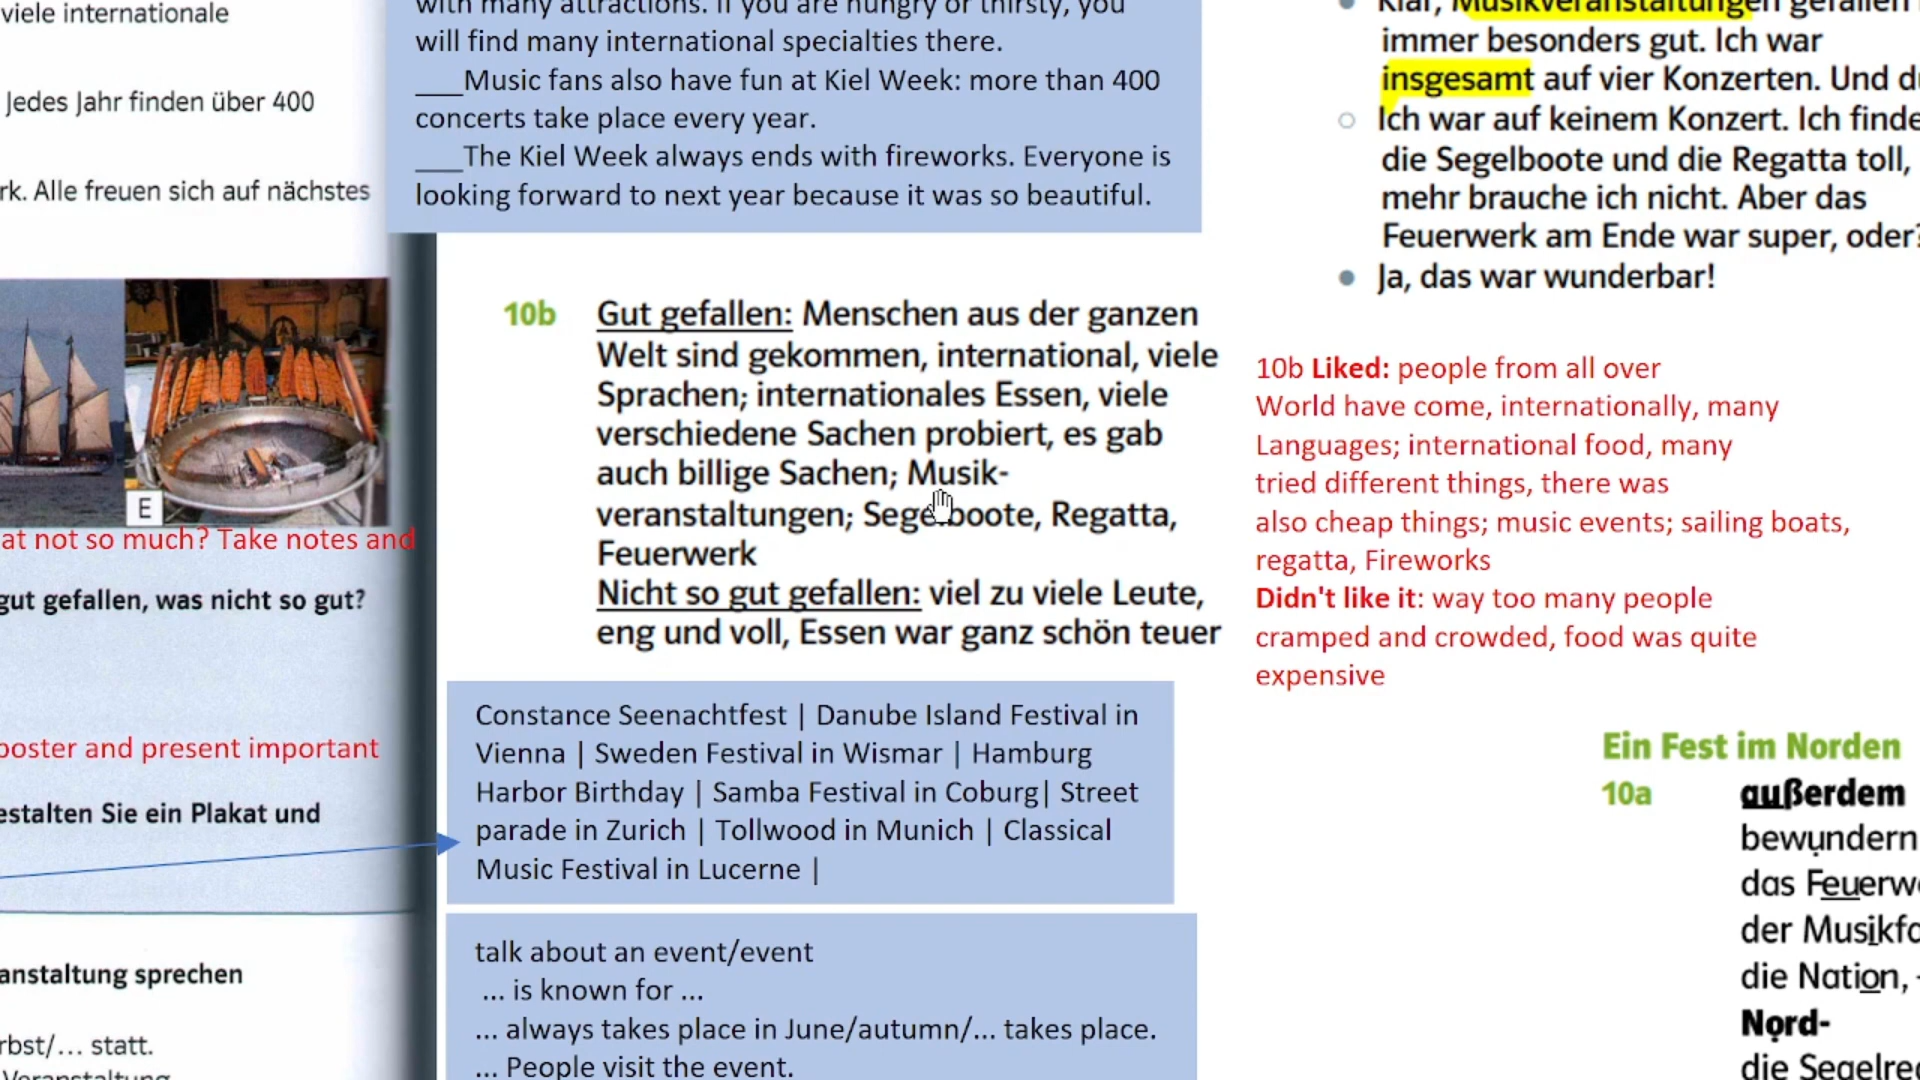 viele internationale
Jedes Jahr finden über 400
rk. Alle freuen sich auf nächstes
E
at not so much? Take notes and
gut gefallen, was nicht so gut?
poster and present important
estalten Sie ein Plakat und
anstaltung sprechen
rbst/… statt.
Veranstaltung
with many attractions. If you are hungry or thirsty, you
will find many international specialties there.
___Music fans also have fun at Kiel Week: more than 400
concerts take place every year.
___The Kiel Week always ends with fireworks. Everyone is
looking forward to next year because it was so beautiful.
10b Gut gefallen: Menschen aus der ganzen
Welt sind gekommen, international, viele
Sprachen; internationales Essen, viele
verschiedene Sachen probiert, es gab
auch billige Sachen; Musik-
veranstaltungen; Segelboote, Regatta,
Feuerwerk
Nicht so gut gefallen: viel zu viele Leute,
eng und voll, Essen war ganz schön teuer
Constance Seenachtfest | Danube Island Festival in
Vienna | Sweden Festival in Wismar | Hamburg
Harbor Birthday | Samba Festival in Coburg| Street
parade in Zurich | Tollwood in Munich | Classical
Music Festival in Lucerne |
talk about an event/event
... is known for ...
... always takes place in June/autumn/... takes place.
... People visit the event.
Klar, Musikveranstaltungen gefallen
immer besonders gut. Ich war
insgesamt auf vier Konzerten. Und du
Ich war auf keinem Konzert. Ich finde
die Segelboote und die Regatta toll,
mehr brauche ich nicht. Aber das
Feuerwerk am Ende war super, oder?
Ja, das war wunderbar!
10b Liked: people from all over
World have come, internationally, many
Languages; international food, many
tried different things, there was
also cheap things; music events; sailing boats,
regatta, Fireworks
Didn't like it: way too many people
cramped and crowded, food was quite
expensive
Ein Fest im Norden
10a außerdem
bewundern
das Feuerwe
der Musikfa
die Nation, -
Nord-
die Segelreg